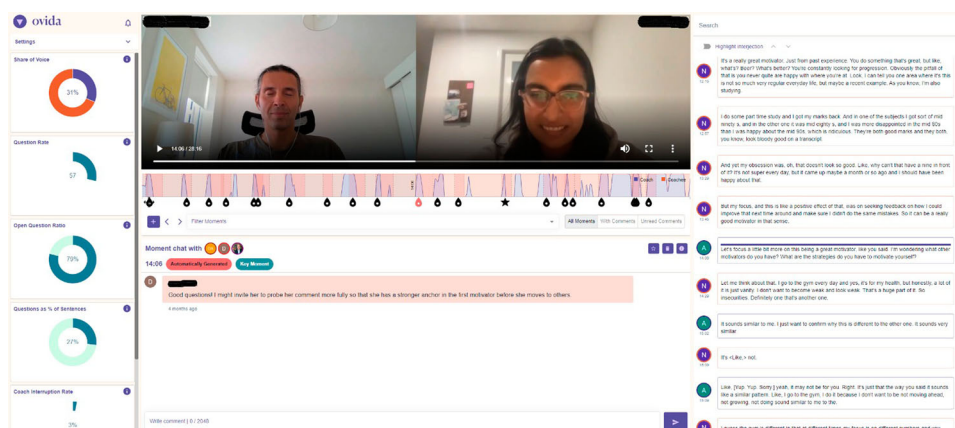 ovida
Settings
Share of Voice
31%
Question Rate
57
Open Question Ratio
79%
Questions as % of Sentences
27%
Coach Interruption Rate
3%
14:06 / 28:16
Coach
Coachee
Filter Moments
All Moments
With Comments
Unread Comments
Moment chat with
D
14:06 Automatically Generated Key Moment
D
Good questions! I might invite her to probe her comment more fully so that she has a stronger anchor in the first motivator before she moves to others.
4 months ago
Write comment | 0 / 2048
Search
Highlight interjection
N
It's a really great motivator. Just from past experience. You do something that's great, but like,
what's? Beer? What's better? You're constantly looking for progression. Obviously the pitfall of
that is you never quite are happy with where you're at. Look, I can tell you one area where it's this
is not so much very regular everyday life, but maybe a recent example. As you know, I'm also
studying.
N
I do some part time study and I got my marks back. And in one of the subjects I got sort of mid
ninety s, and in the other one it was mid eighty s, and I was more disappointed in the mid 80s
than I was happy about the mid 90s, which is ridiculous. They're both good marks and they both
you know, look bloody good on a transcript.
N
And yet my obsession was, oh, that doesn't look so good. Like, why can't that have a nine in front
of it? It's not super every day, but it came up maybe a month or so ago and I should have been
happy about that.
N
But my focus, and this is like a positive effect of that, was on seeking feedback on how I could
improve that next time around and make sure I didn't do the same mistakes. So it can be a really
good motivator in that sense.
A
Let's focus a little bit more on this being a great motivator, like you said. I'm wondering what other
motivators do you have? What are the strategies do you have to motivate yourself?
N
Let me think about that. I go to the gym every day and yes, it's for my health, but honestly, a lot of
it is just vanity. I don't want to become weak and look weak. That's a huge part of it. So
insecurities. Definitely one that's another one.
A
It sounds similar to me. I just want to confirm why this is different to the other one. It sounds very
similar
N
It's <Like,> not.
A
Like, [Yup. Yup. Sorry.] yeah, it may not be for you. Right. It's just that the way you said it sounds
like a similar pattern. Like, I go to the gym, I do it because I don't want to be not moving ahead,
not growing, not doing sound similar to me to the.
N